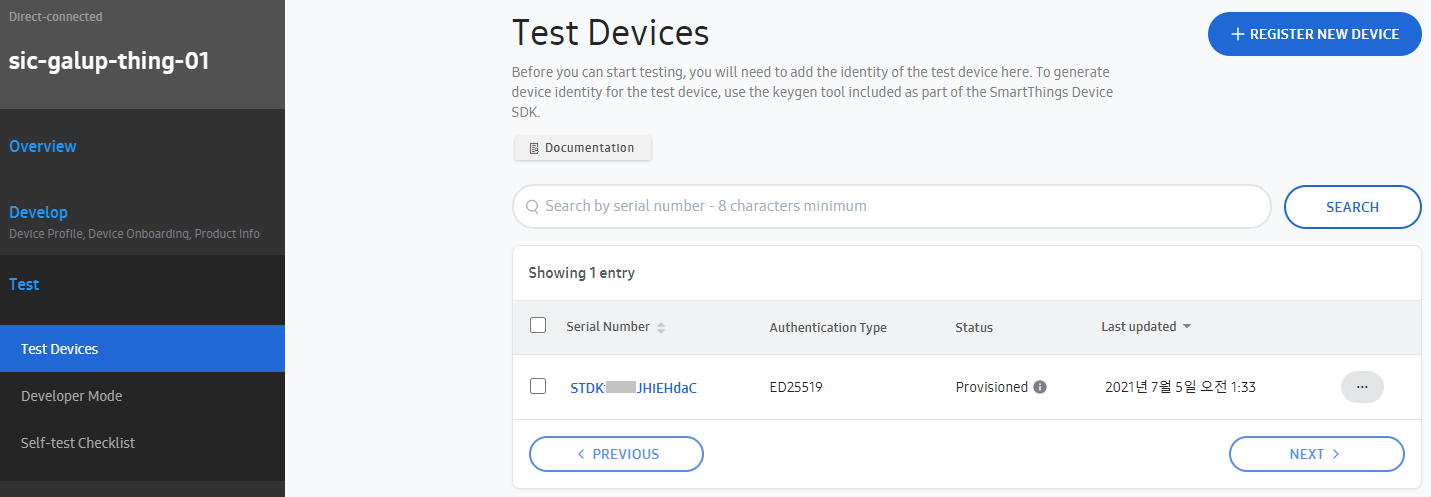 Direct-connected
sic-galup-thing-01
Overview
Develop
Device Profile, Device Onboarding, Product Info
Test
Test Devices
Developer Mode
Self-test Checklist
Test Devices
+ REGISTER NEW DEVICE
Before you can start testing, you will need to add the identity of the test device here. To generate
device identity for the test device, use the keygen tool included as part of the SmartThings Device
SDK.
Documentation
Search by serial number - 8 characters minimum
SEARCH
Showing 1 entry
Serial Number Authentication Type Status Last updated
STDK JHIEHdaC ED25519 Provisioned 2021년 7월 5일 오전 1:33 ...
< PREVIOUS NEXT >